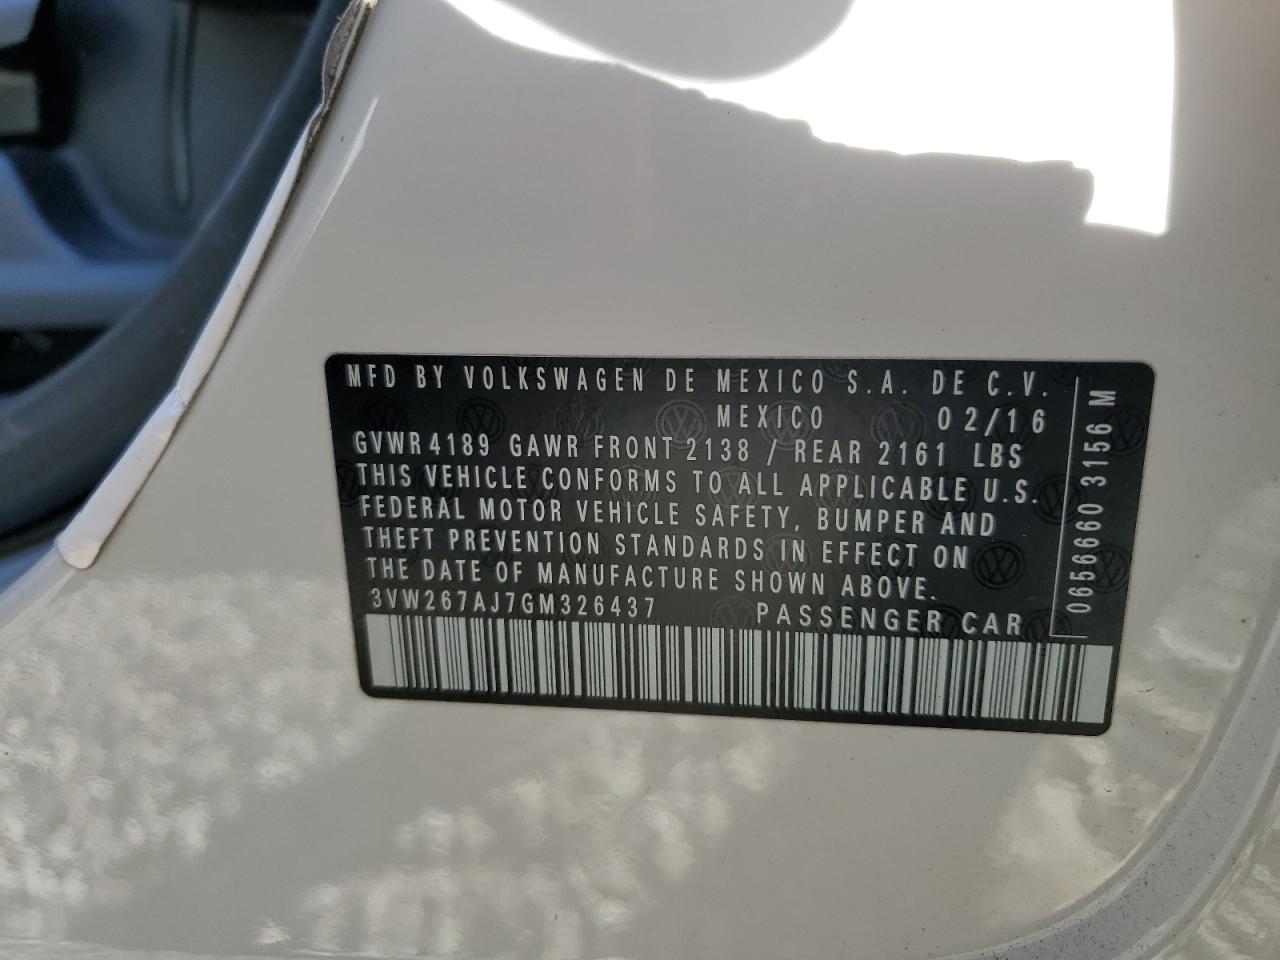 MFD BY VOLKSWAGEN DE MEXICO S.A. DE C.V.
MEXICO 02/16
GVWR 4189 GAWR FRONT 2138 / REAR 2161 LBS
THIS VEHICLE CONFORMS TO ALL APPLICABLE U.S.
FEDERAL MOTOR VEHICLE SAFETY, BUMPER AND
THEFT PREVENTION STANDARDS IN EFFECT ON
THE DATE OF MANUFACTURE SHOWN ABOVE.
3VW267AJ7GM326437 PASSENGER CAR
0656660 3156 M